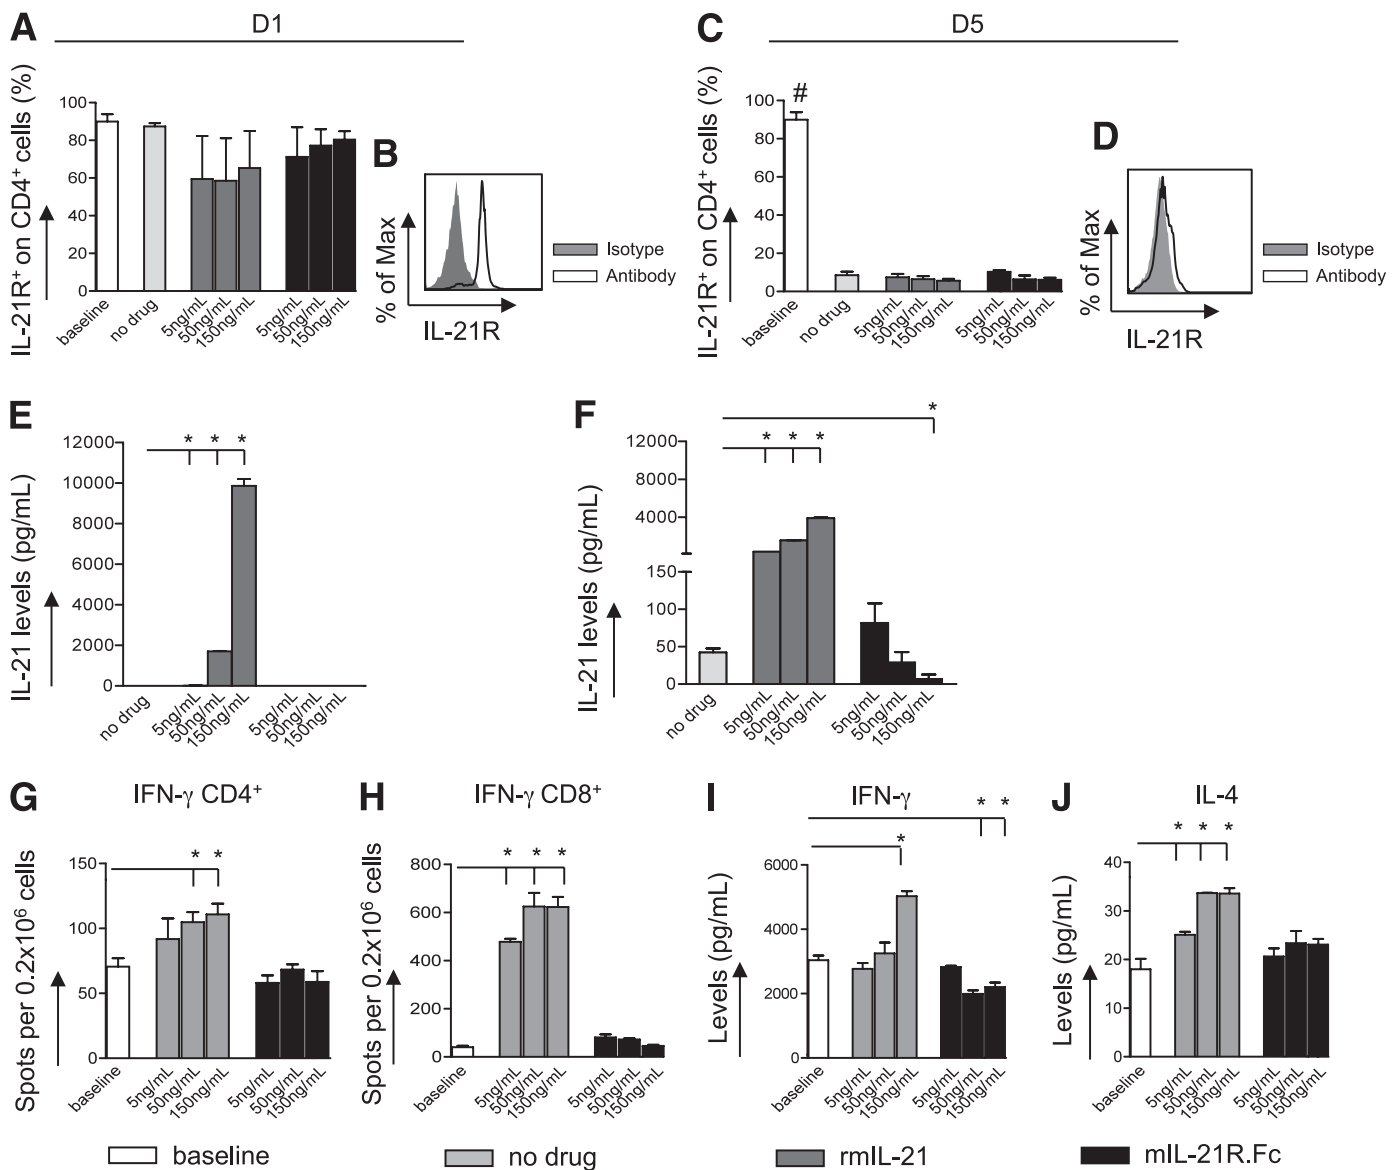 A
D1
IL-21R⁺ on CD4⁺ cells (%)
100
80
60
40
20
0
baseline
no drug
5ng/mL
50ng/mL
150ng/mL
5ng/mL
50ng/mL
150ng/mL
B
% of Max
IL-21R
Isotype
Antibody
C
D5
IL-21R⁺ on CD4⁺ cells (%)
100
80
60
40
20
0
#
baseline
no drug
5ng/mL
50ng/mL
150ng/mL
5ng/mL
50ng/mL
150ng/mL
D
% of Max
IL-21R
Isotype
Antibody
E
IL-21 levels (pg/mL)
12000
10000
8000
6000
4000
2000
0
* * *
no drug
5ng/mL
50ng/mL
150ng/mL
5ng/mL
50ng/mL
150ng/mL
F
IL-21 levels (pg/mL)
12000
8000
4000
150
100
50
0
*
* * *
no drug
5ng/mL
50ng/mL
150ng/mL
5ng/mL
50ng/mL
150ng/mL
G
IFN-γ CD4⁺
Spots per 0.2x10⁶ cells
150
100
50
0
* *
baseline
5ng/mL
50ng/mL
150ng/mL
5ng/mL
50ng/mL
150ng/mL
H
IFN-γ CD8⁺
Spots per 0.2x10⁶ cells
800
600
400
200
0
* * *
baseline
5ng/mL
50ng/mL
150ng/mL
5ng/mL
50ng/mL
150ng/mL
I
IFN-γ
Levels (pg/mL)
6000
4000
2000
0
* *
*
baseline
5ng/mL
50ng/mL
150ng/mL
5ng/mL
50ng/mL
150ng/mL
J
IL-4
Levels (pg/mL)
40
30
20
10
0
* * *
baseline
5ng/mL
50ng/mL
150ng/mL
5ng/mL
50ng/mL
150ng/mL
baseline
no drug
rmIL-21
mIL-21R.Fc